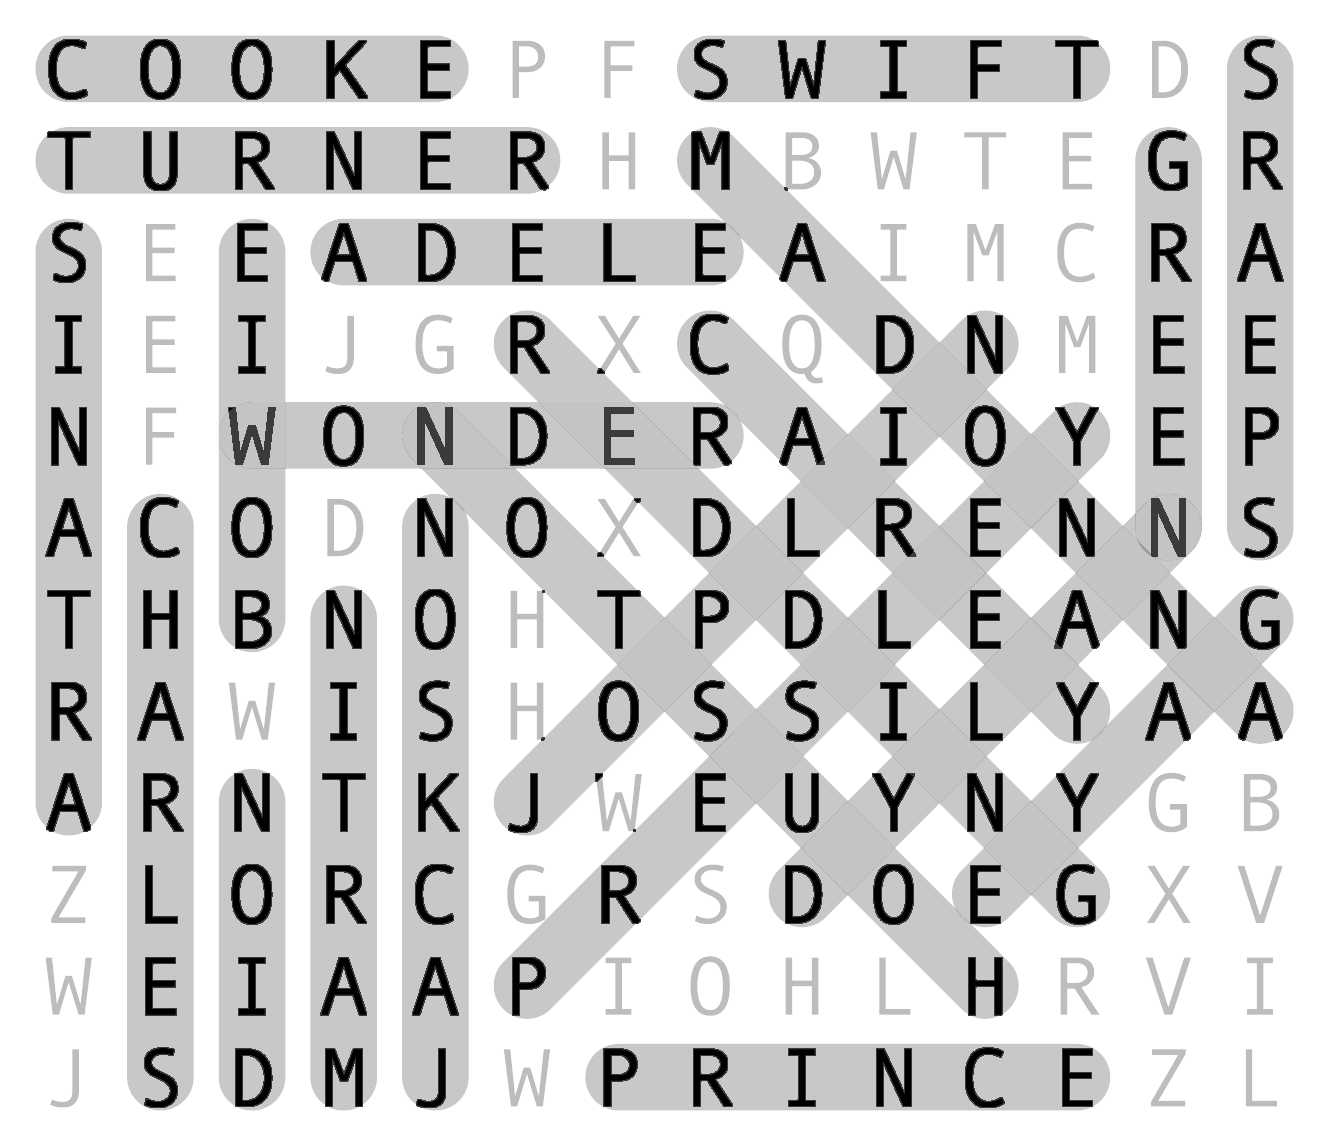 C O O K E P F S W I F T D S
T U R N E R H M B W T E G R
S E E A D E L E A I M C R A
I E I J G R X C Q D N M E E
N F W O N D E R A I O Y E P
A C O D N O X D L R E N N S
T H B N O H T P D L E A N G
R A W I S H O S S I L Y A A
A R N T K J W E U Y N Y G B
Z L O R C G R S D O E G X V
W E I A A P I O H L H R V I
J S D M J W P R I N C E Z L